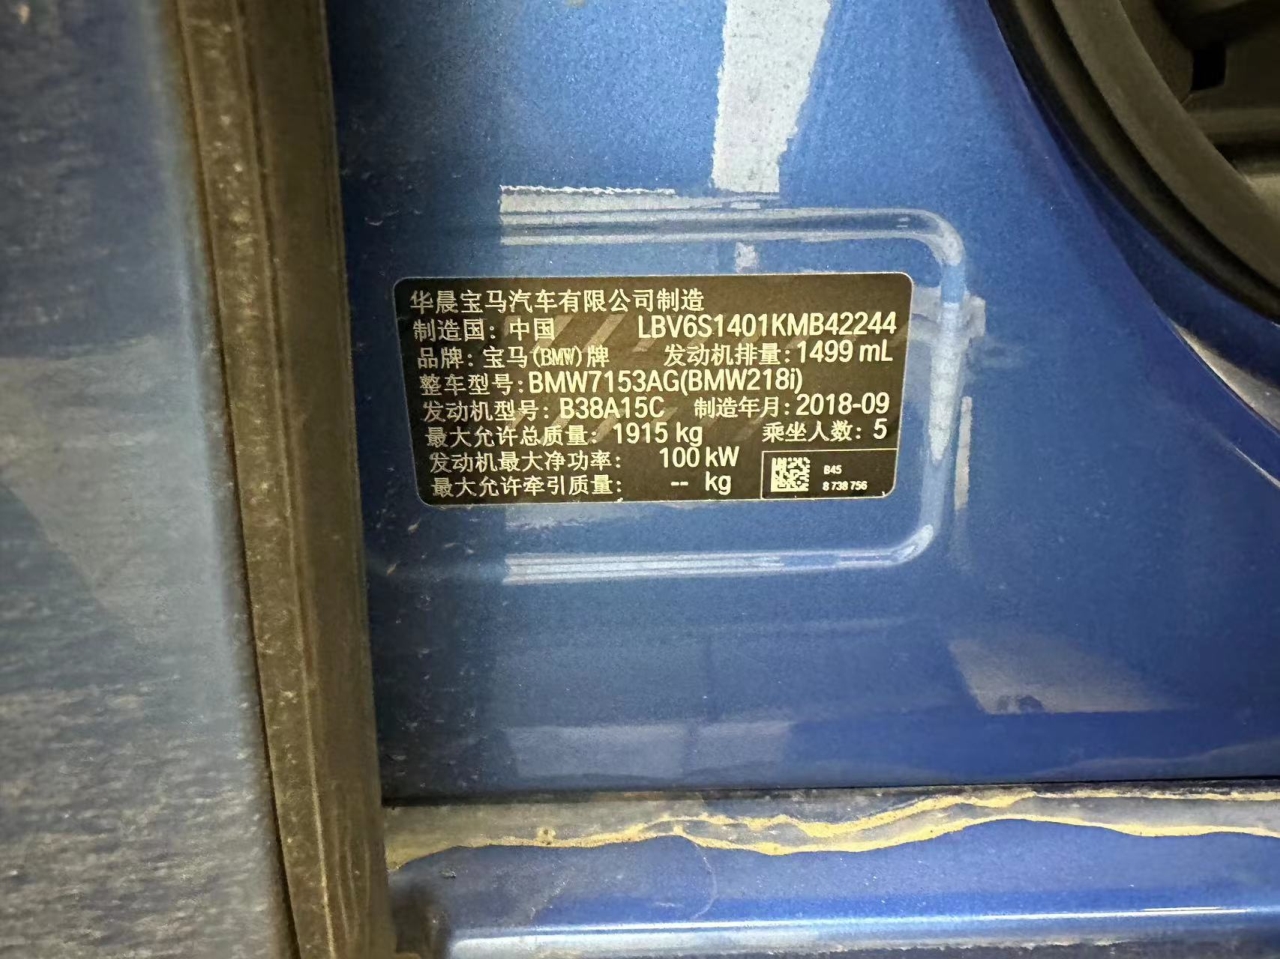 华晨宝马汽车有限公司制造
制造国：中国 LBV6S1401KMB42244
品牌：宝马(BMW)牌 发动机排量：1499 mL
整车型号：BMW7153AG(BMW218i)
发动机型号：B38A15C 制造年月：2018-09
最大允许总质量：1915 kg 乘坐人数：5
发动机最大净功率：100 kW
最大允许牵引质量：-- kg
B45
8 738 756